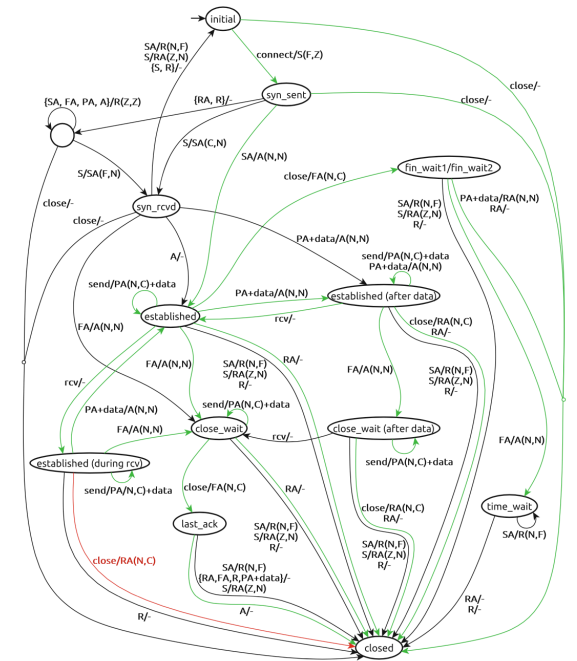 initial
SA/R(N,F)
S/RA(Z,N)
{S, R}/-
connect/S(F,Z)
close/-
{SA, FA, PA, A}/R(Z,Z)
{RA, R}/-
syn_sent
close/-
S/SA(C,N)
SA/A(N,N)
S/SA(F,N)
close/FA(N,C)
fin_wait1/fin_wait2
close/-
close/-
syn_rcvd
SA/R(N,F)
S/RA(Z,N)
R/-
PA+data/RA(N,N)
RA/-
PA+data/A(N,N)
A/-
send/PA(N,C)+data
PA+data/A(N,N)
send/PA(N,C)+data
PA+data/A(N,N)
established (after data)
established
rcv/-
FA/A(N,N)
close/RA(N,C)
RA/-
FA/A(N,N)
SA/R(N,F)
S/RA(Z,N)
R/-
RA/-
FA/A(N,N)
SA/R(N,F)
S/RA(Z,N)
R/-
rcv/-
PA+data/A(N,N)
send/PA(N,C)+data
FA/A(N,N)
close_wait
rcv/-
close_wait (after data)
FA/A(N,N)
send/PA(N,C)+data
established (during rcv)
send/PA/N,C)+data
close/FA(N,C)
RA/-
close/RA(N,C)
RA/-
time_wait
last_ack
SA/R(N,F)
S/RA(Z,N)
R/-
SA/R(N,F)
S/RA(Z,N)
R/-
SA/R(N,F)
close/RA(N,C)
SA/R(N,F)
{RA,FA,R,PA+data}/-
S/RA(Z,N)
RA/-
R/-
R/-
A/-
closed